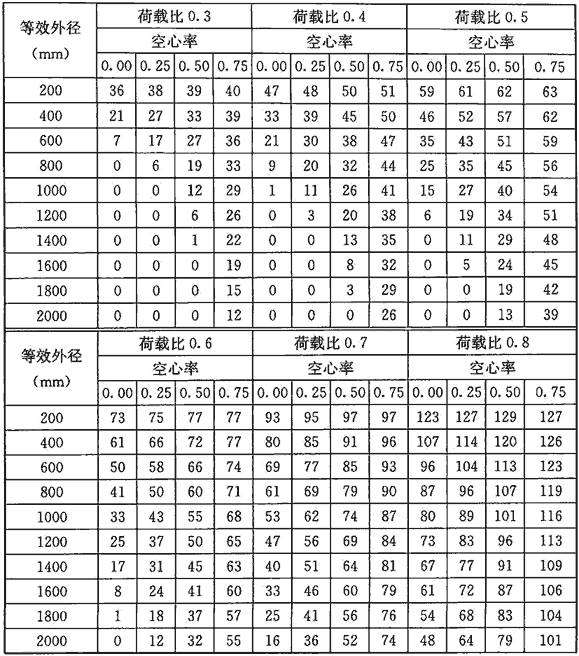 等效外径 荷载比0.3 荷载比0.4 荷载比0.5
(mm) 空心率 空心率 空心率
0.00 0.25 0.50 0.75 0.00 0.25 0.50 0.75 0.00 0.25 0.50 0.75
200 36 38 39 40 47 48 50 51 59 61 62 63
400 21 27 33 39 33 39 45 50 46 52 57 62
600 7 17 27 36 21 30 38 47 35 43 51 59
800 0 6 19 33 9 20 32 44 25 35 45 56
1000 0 0 12 29 1 11 26 41 15 27 40 54
1200 0 0 6 26 0 3 20 38 6 19 34 51
1400 0 0 1 22 0 0 13 35 0 11 29 48
1600 0 0 0 19 0 0 8 32 0 5 24 45
1800 0 0 0 15 0 0 3 29 0 0 19 42
2000 0 0 0 12 0 0 0 26 0 0 13 39
等效外径 荷载比0.6 荷载比0.7 荷载比0.8
(mm) 空心率 空心率 空心率
0.00 0.25 0.50 0.75 0.00 0.25 0.50 0.75 0.00 0.25 0.50 0.75
200 73 75 77 77 93 95 97 97 123 127 129 127
400 61 66 72 77 80 85 91 96 107 114 120 126
600 50 58 66 74 69 77 85 93 96 104 113 123
800 41 50 60 71 61 69 79 90 87 96 107 119
1000 33 43 55 68 53 62 74 87 80 89 101 116
1200 25 37 50 65 47 56 69 84 73 83 96 113
1400 17 31 45 63 40 51 64 81 67 77 91 109
1600 8 24 41 60 33 46 60 79 61 72 87 106
1800 1 18 37 57 25 41 56 76 54 68 83 104
2000 0 12 32 55 16 36 52 74 48 64 79 101